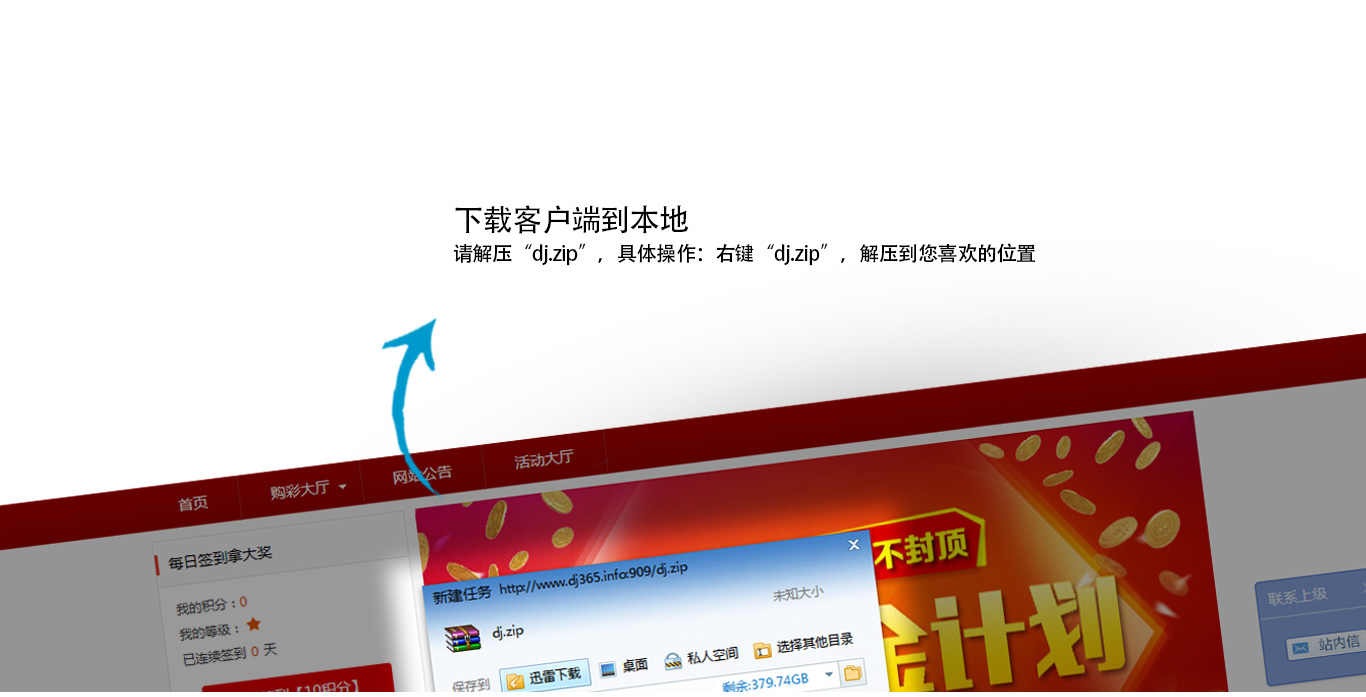 下载客户端到本地
请解压“dj.zip”，具体操作：右键“dj.zip”，解压到您喜欢的位置
首页
购彩大厅
网站公告
活动大厅
每日签到拿大奖
我的积分：0
我的等级：
已连续签到 0 天
【10积分】
不封顶
金计划
新建任务 http://www.dj365.info:909/dj.zip
未知大小
dj.zip
保存到
迅雷下载
桌面
私人空间
选择其他目录
剩余:379.74GB
联系上级
站内信